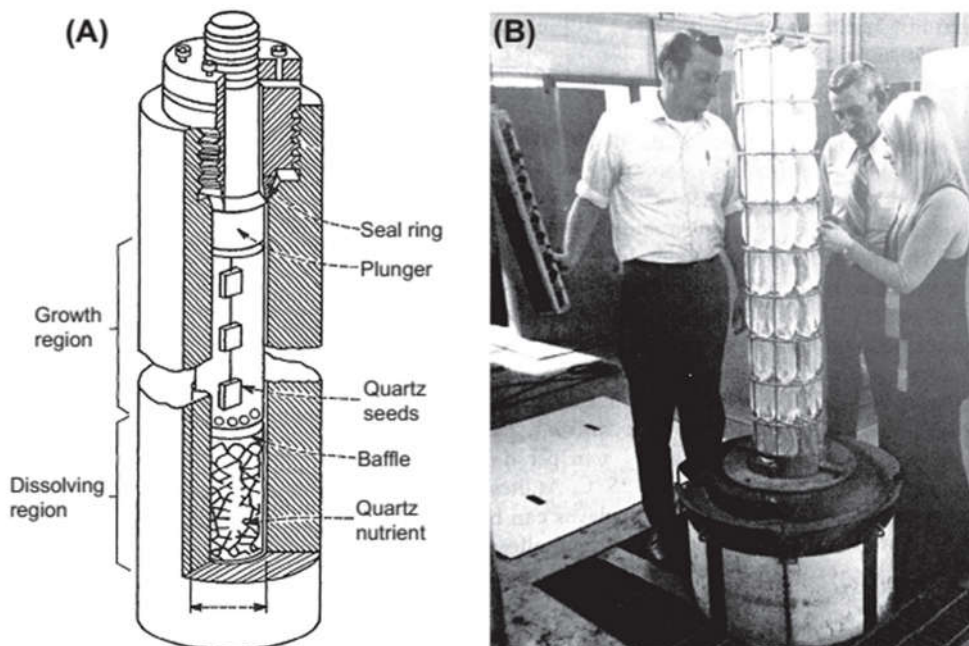 (A)
Seal ring
Plunger
Growth
region
Quartz
seeds
Baffle
Dissolving
region
Quartz
nutrient
(B)